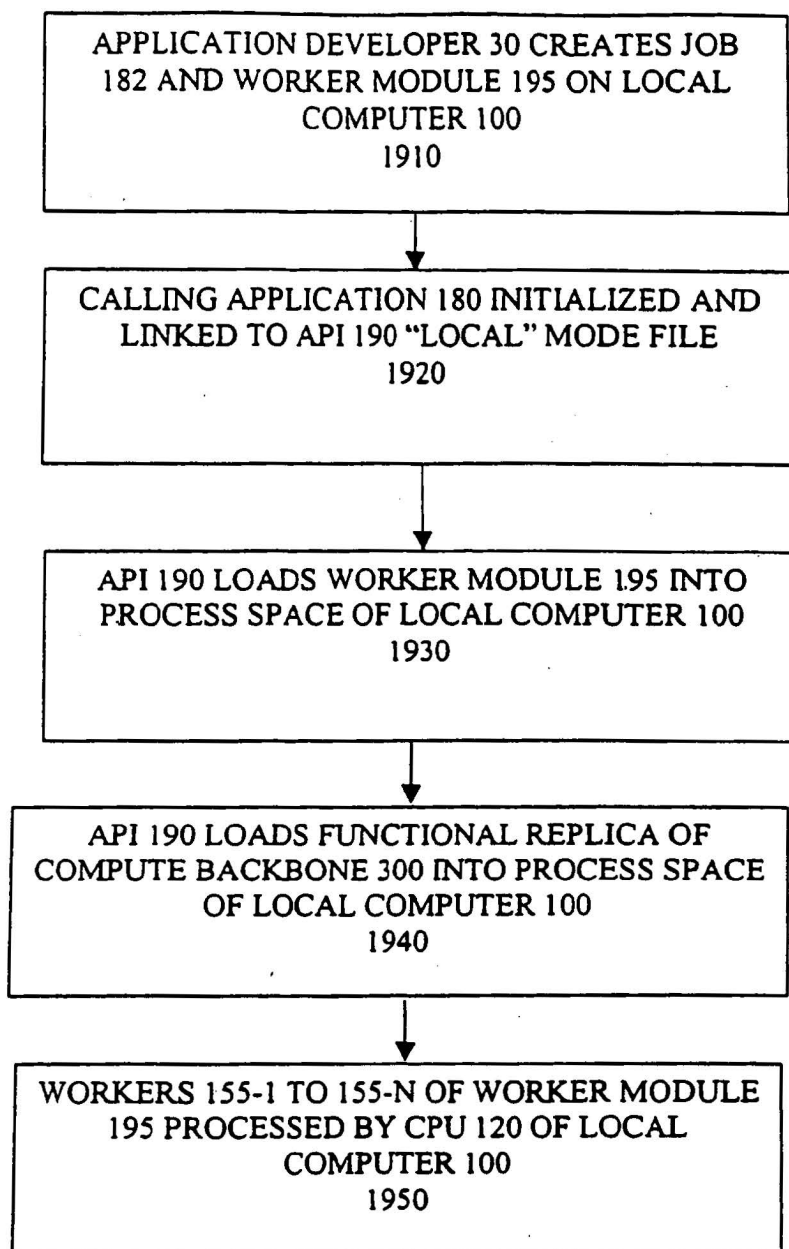 APPLICATION DEVELOPER 30 CREATES JOB
182 AND WORKER MODULE 195 ON LOCAL
COMPUTER 100
1910
CALLING APPLICATION 180 INITIALIZED AND
LINKED TO API 190 “LOCAL” MODE FILE
1920
API 190 LOADS WORKER MODULE 195 INTO
PROCESS SPACE OF LOCAL COMPUTER 100
1930
API 190 LOADS FUNCTIONAL REPLICA OF
COMPUTE BACKBONE 300 INTO PROCESS SPACE
OF LOCAL COMPUTER 100
1940
WORKERS 155-1 TO 155-N OF WORKER MODULE
195 PROCESSED BY CPU 120 OF LOCAL
COMPUTER 100
1950